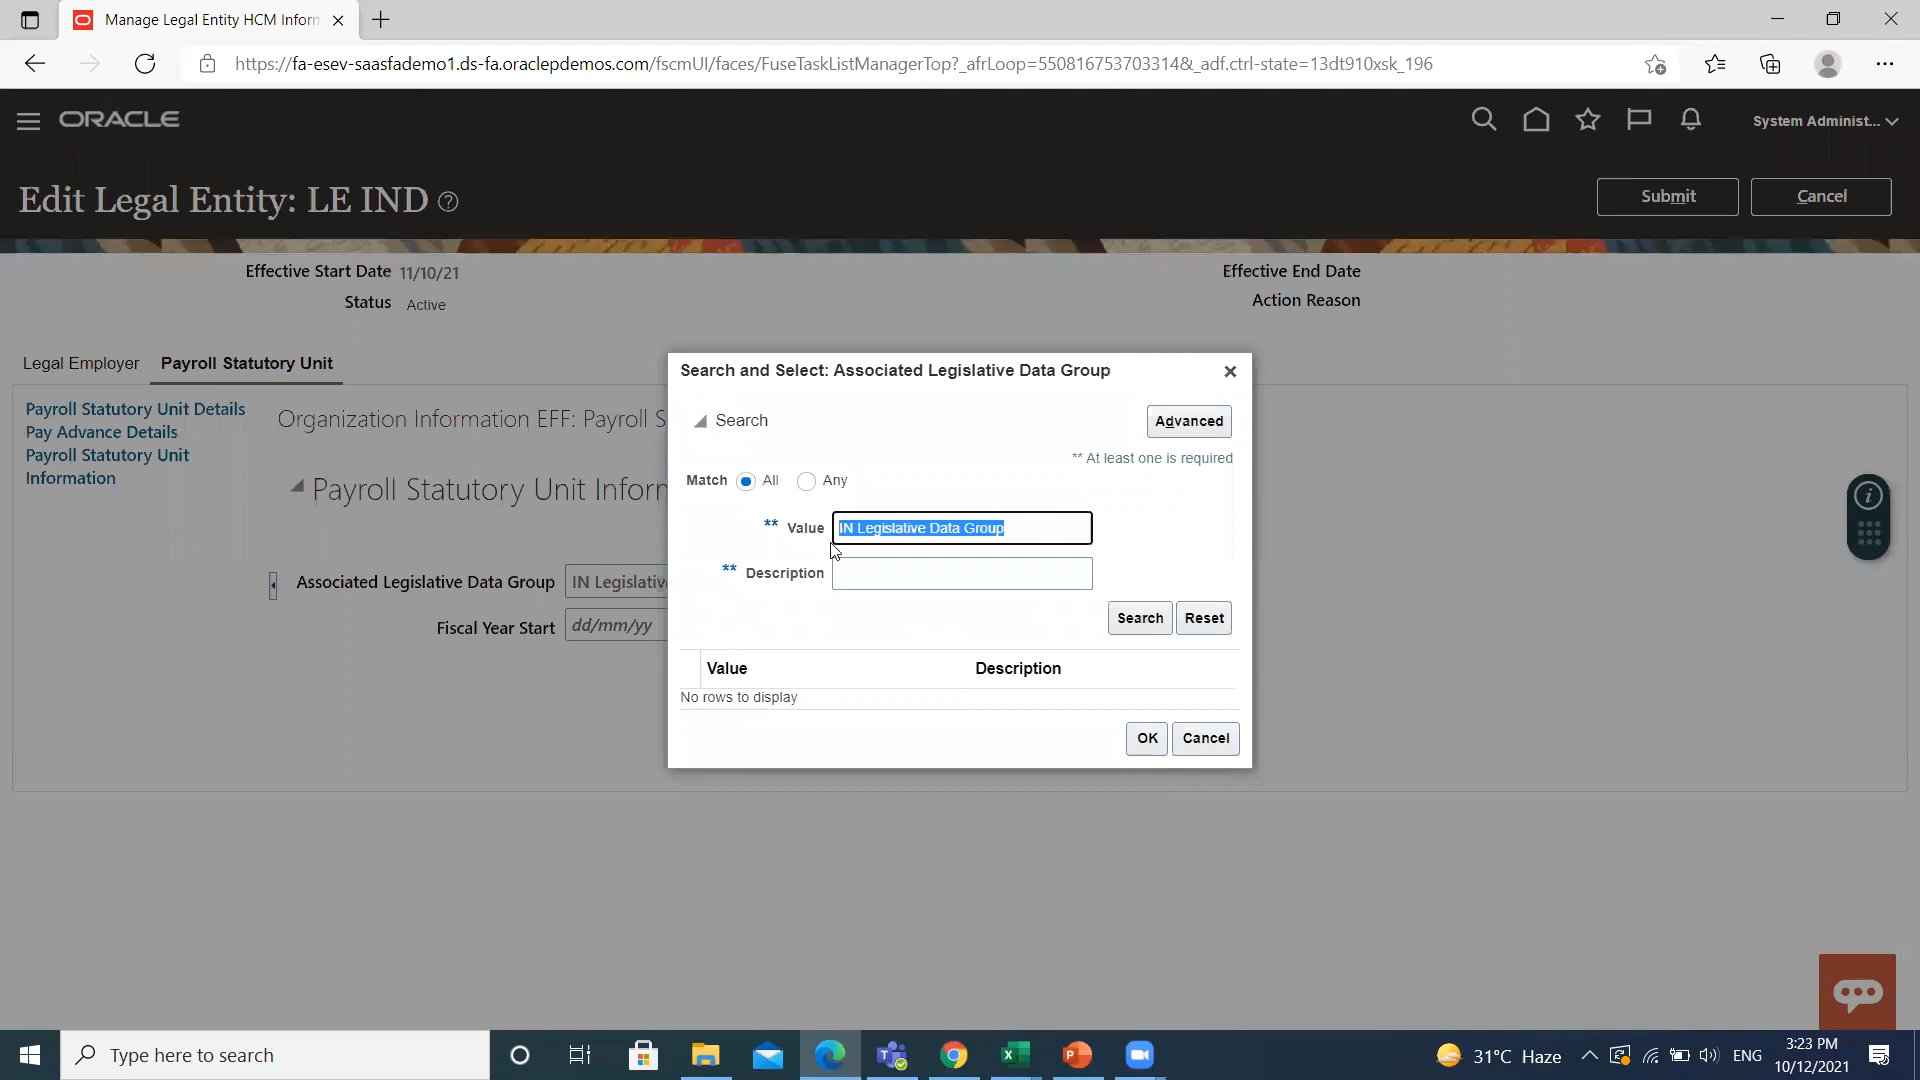 Manage Legal Entity HCM Inforn
https://fa-esev-saasfademo1.ds-fa.oraclepdemos.com/fscmUI/faces/FuseTaskListManagerTop?_afrLoop=550816753703314&_adf.ctrl-state=13dt910xsk_196
ORACLE
System Administ...
Edit Legal Entity: LE IND
Submit
Cancel
Effective Start Date 11/10/21
Effective End Date
Status Active
Action Reason
Legal Employer
Payroll Statutory Unit
Payroll Statutory Unit Details
Pay Advance Details
Payroll Statutory Unit
Information
Organization Information EFF: Payroll S
Payroll Statutory Unit Inforn
Associated Legislative Data Group IN Legislativ
Fiscal Year Start dd/mm/yy
Search and Select: Associated Legislative Data Group
Search
Advanced
** At least one is required
Match All Any
** Value IN Legislative Data Group
** Description
Search Reset
Value Description
No rows to display
OK Cancel
Type here to search
31°C Haze
ENG
3:23 PM
10/12/2021